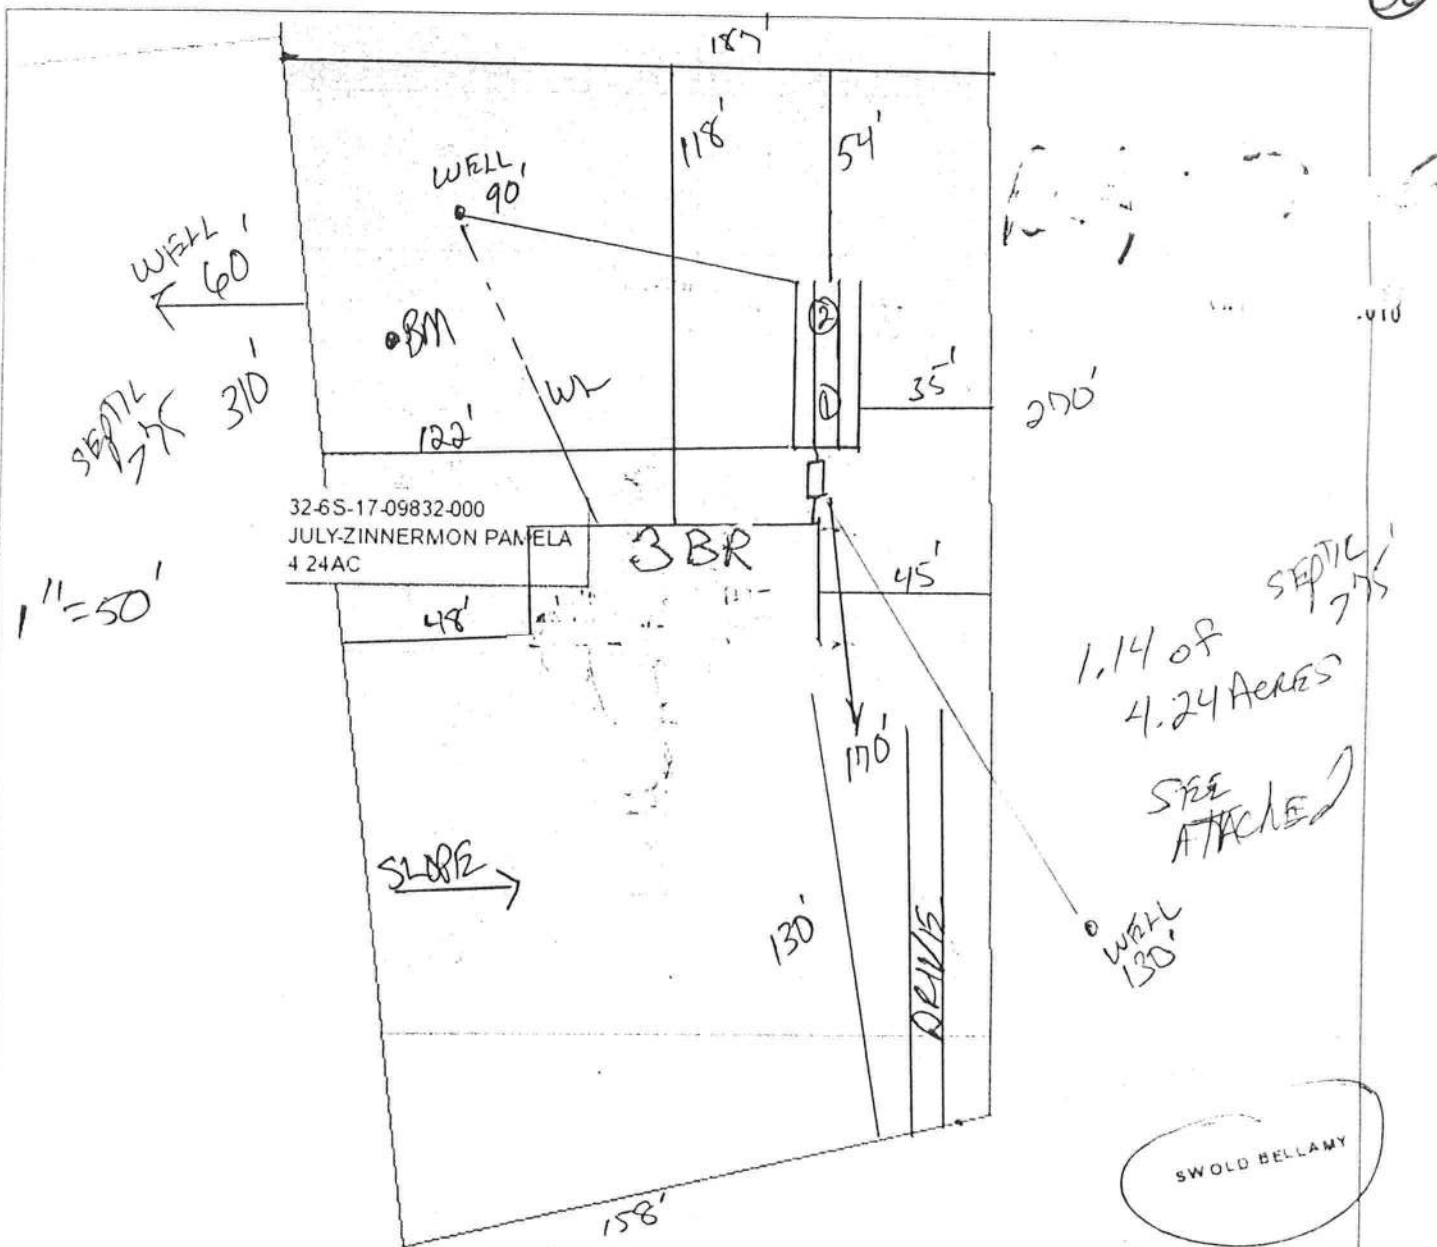 187'
118'
54'
WELL
90'
WELL
60'
BM
310'
WL
35'
270'
122'
32-6S-17-09832-000
JULY-ZINNERMON PAMELA
4 24AC
3 BR
45'
SEPTIC
1"=50'
48'
1.14 of
4.24 ACRES
170'
SEE
ATTACHED
SLOPE
130'
DRIVE
WELL
130'
SW OLD BELLAMY
158'
2
1
SEPTIC